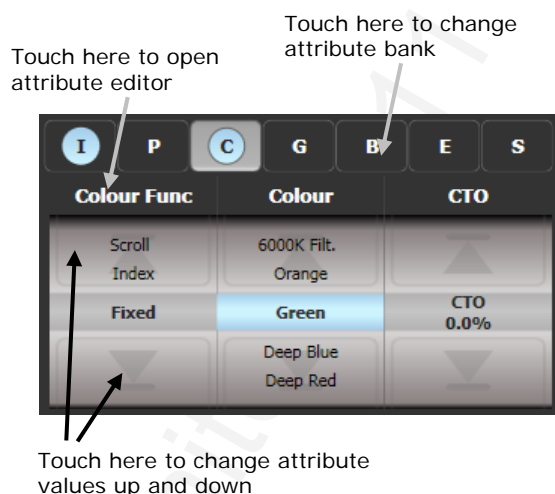 Touch here to change
attribute bank
Touch here to open
attribute editor
I P C G B E S
Colour Func Colour CTO
Scroll 6000K Filt.
Index Orange
Fixed Green CTO
0.0%
Deep Blue
Deep Red
Touch here to change attribute
values up and down